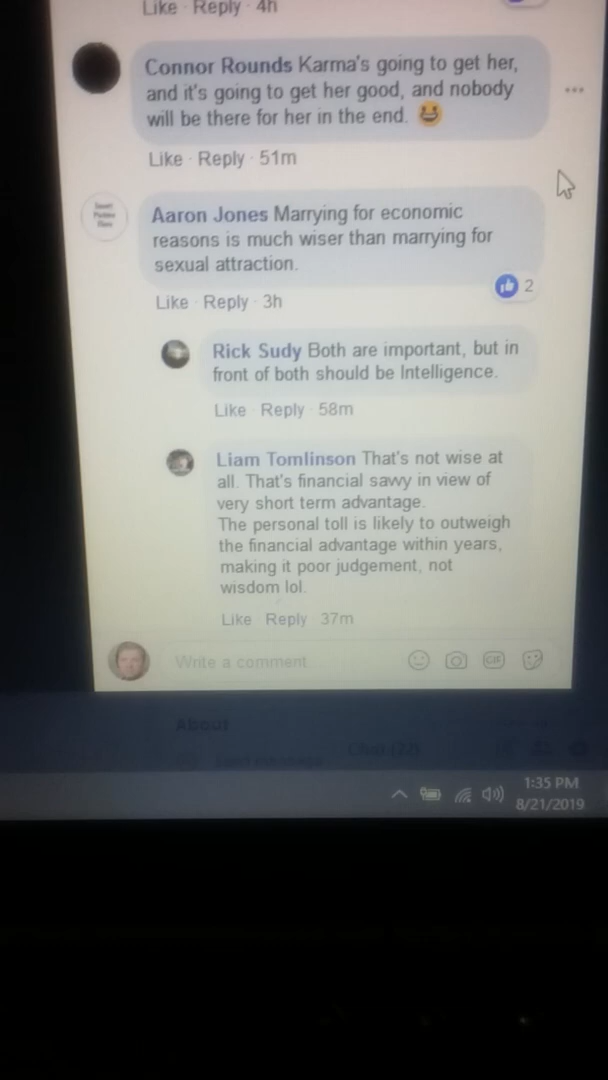 Like · Reply · 4h
Connor Rounds Karma's going to get her,
and it's going to get her good, and nobody
will be there for her in the end. 😆
Like · Reply · 51m
Aaron Jones Marrying for economic
reasons is much wiser than marrying for
sexual attraction.
2
Like · Reply · 3h
Rick Sudy Both are important, but in
front of both should be Intelligence.
Like · Reply · 58m
Liam Tomlinson That's not wise at
all. That's financial savvy in view of
very short term advantage.
The personal toll is likely to outweigh
the financial advantage within years,
making it poor judgement, not
wisdom lol.
Like Reply 37m
Write a comment...
GIF
About
1:35 PM
8/21/2019